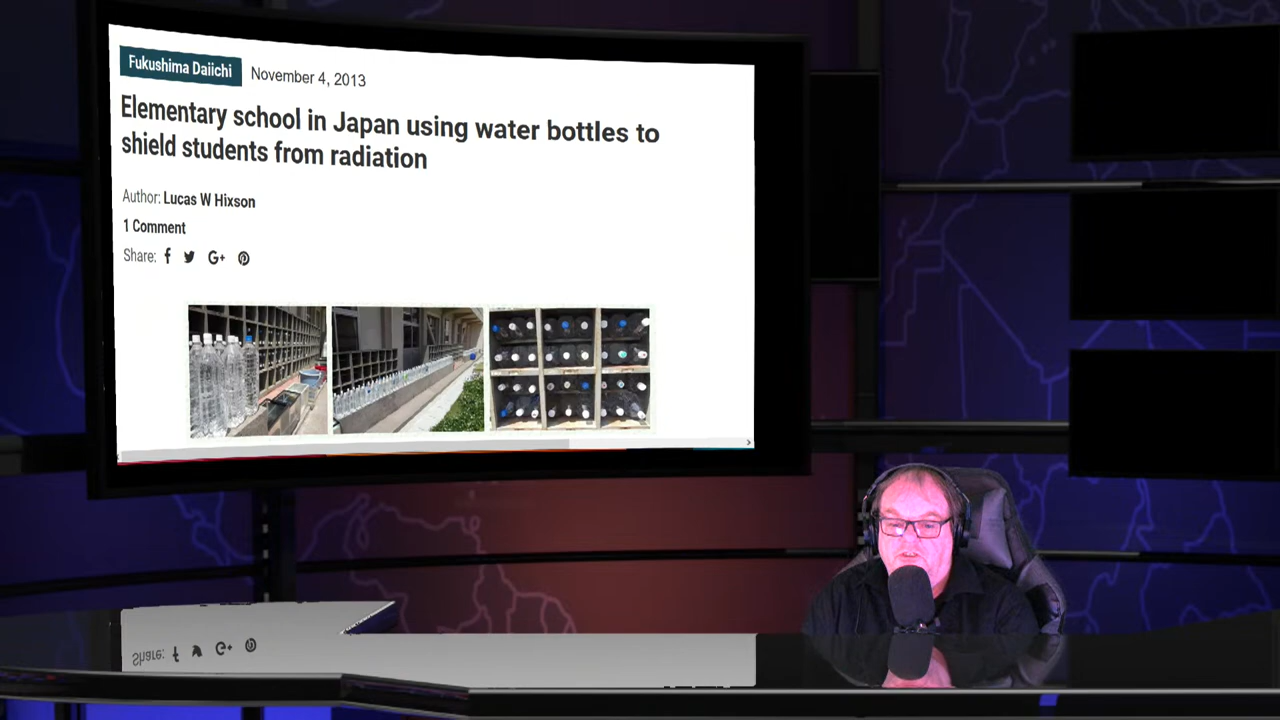 Fukushima Daiichi November 4, 2013
Elementary school in Japan using water bottles to
shield students from radiation
Author: Lucas W Hixson
1 Comment
Share:
Share: